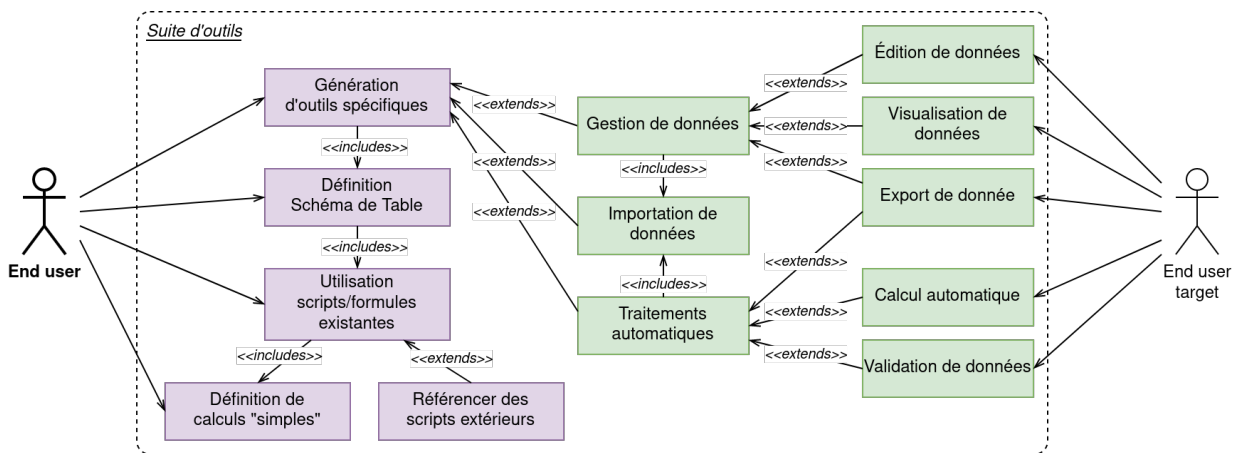 Suite d'outils
Génération
d'outils spécifiques
<<includes>>
Définition
Schéma de Table
<<includes>>
Utilisation
scripts/formules
existantes
<<includes>>
<<extends>>
Définition de
calculs "simples"
Référencer des
scripts extérieurs
End user
<<extends>>
<<extends>>
<<extends>>
Gestion de données
<<includes>>
Importation de
données
<<includes>>
Traitements
automatiques
<<extends>>
<<extends>>
<<extends>>
<<extends>>
<<extends>>
<<extends>>
Édition de données
Visualisation de
données
Export de donnée
Calcul automatique
Validation de données
End user
target